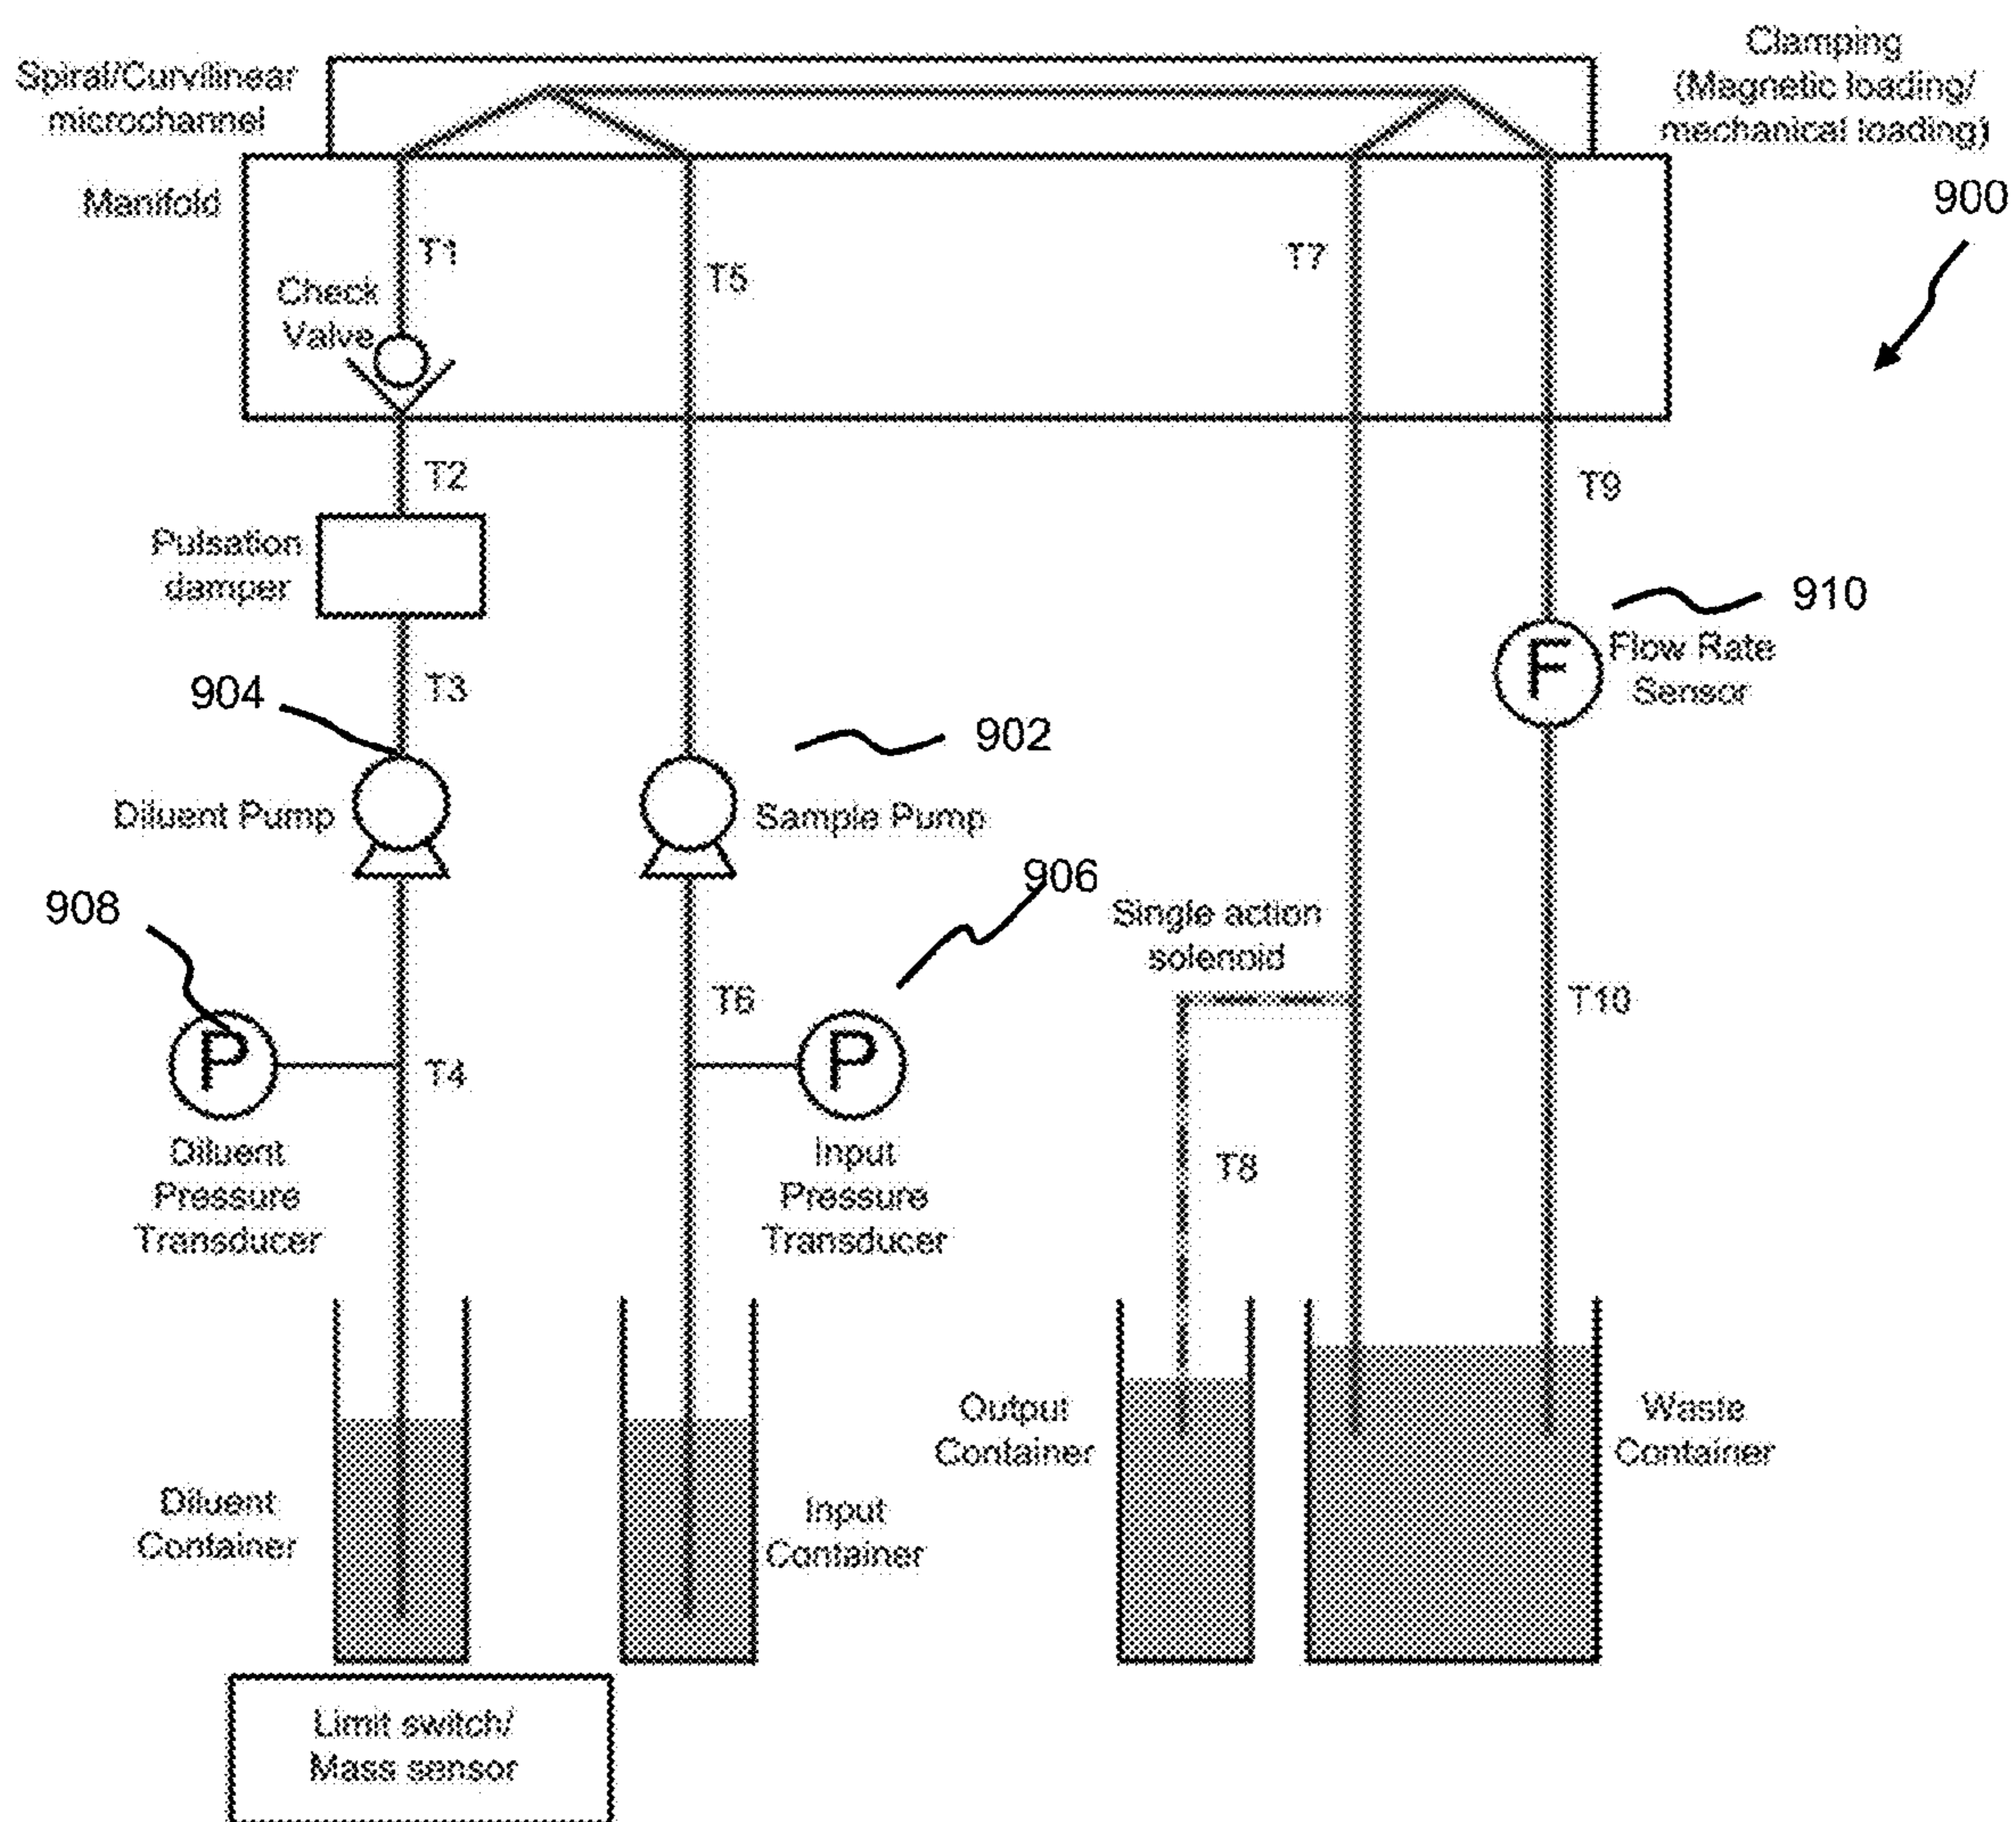 Spiral/Curvilinear
microchannel
Clamping
(Magnetic loading/
mechanical loading)
900
Manifold
T1
T5
T7
Check
Valve
T2
T9
Pulsation
damper
910
F
Flow Rate
Sensor
904
T3
902
Diluent Pump
Sample Pump
908
906
Single action
solenoid
T6
T10
P
T4
P
Diluent
Pressure
Transducer
Input
Pressure
Transducer
T8
Output
Container
Waste
Container
Diluent
Container
Input
Container
Limit switch/
Mass sensor